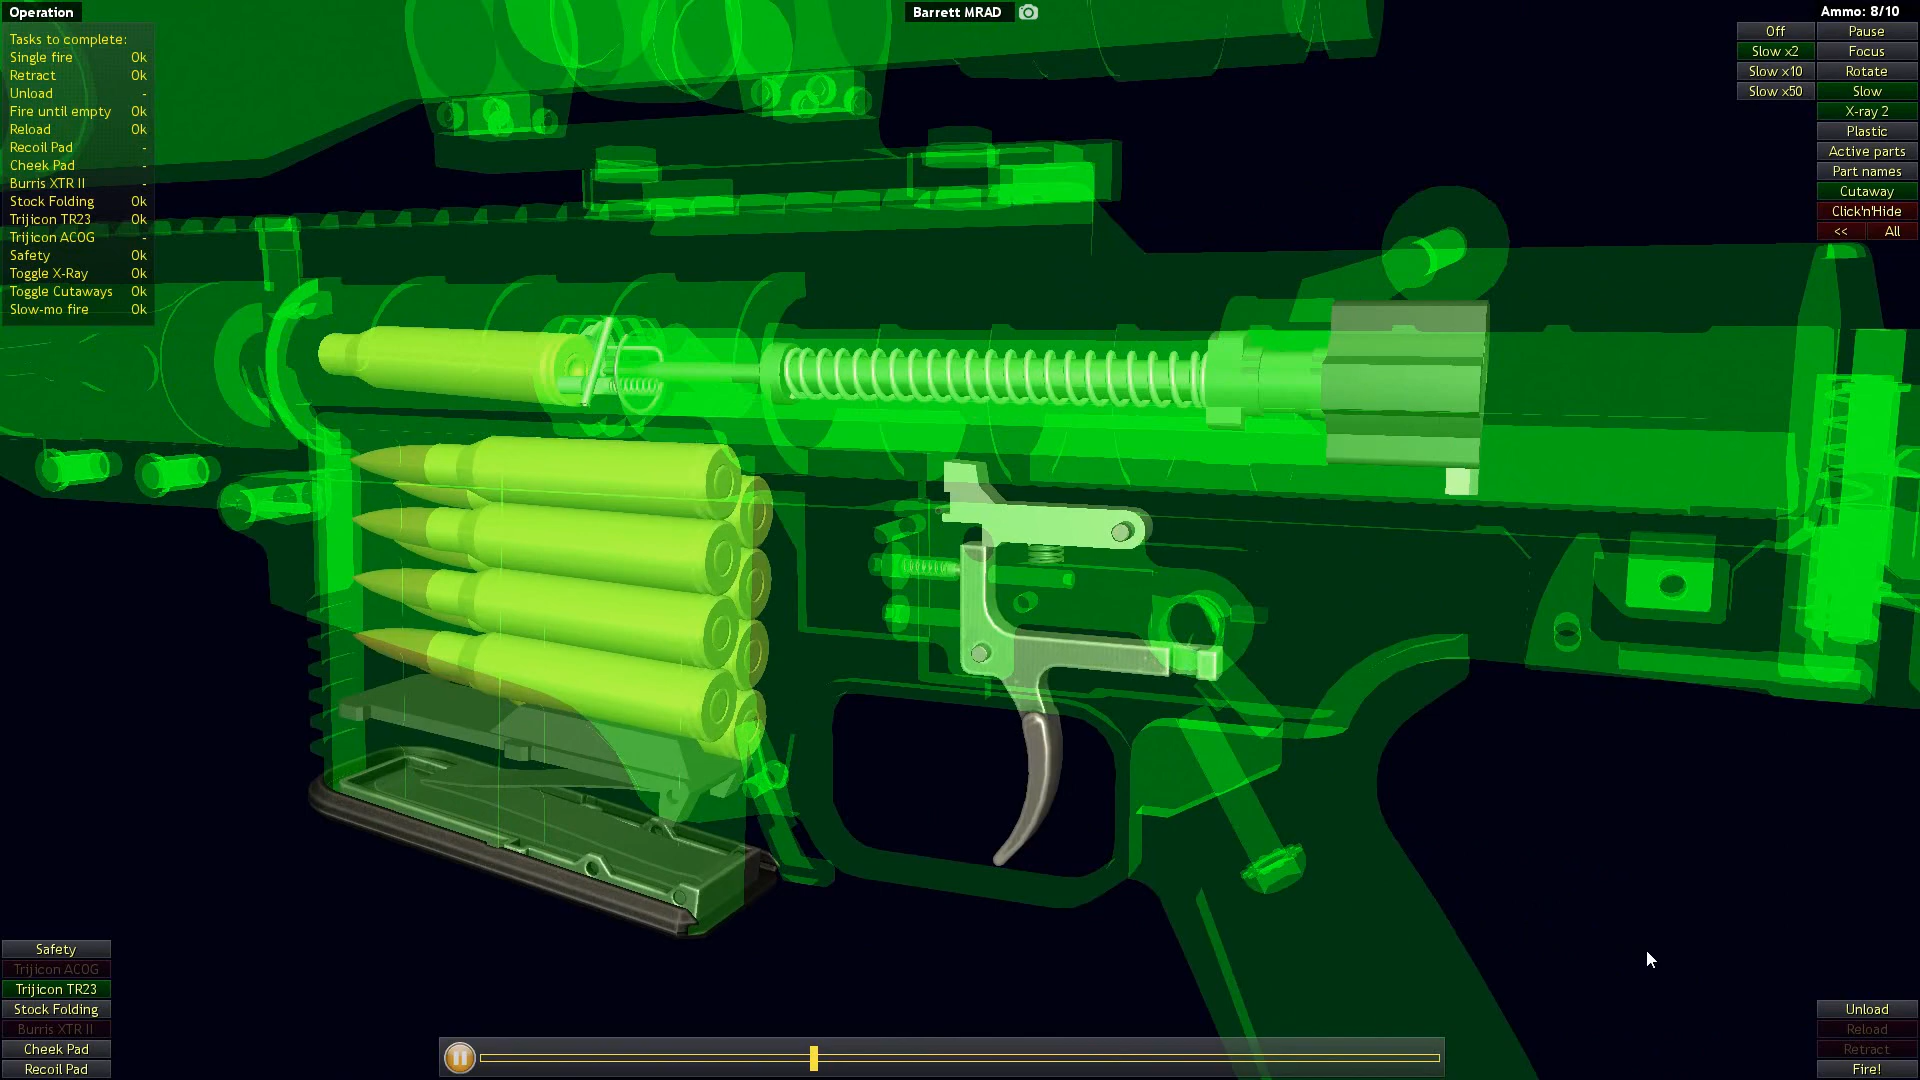 Operation
Barrett MRAD
Ammo: 8/10
Tasks to complete:
Single fire Ok
Retract Ok
Unload -
Fire until empty Ok
Reload Ok
Recoil Pad -
Cheek Pad -
Burris XTR II -
Stock Folding Ok
Trijicon TR23 Ok
Trijicon ACOG -
Safety Ok
Toggle X-Ray Ok
Toggle Cutaways Ok
Slow-mo fire Ok
Off Pause
Slow x2 Focus
Slow x10 Rotate
Slow x50 Slow
X-ray 2
Plastic
Active parts
Part names
Cutaway
Click'n'Hide
<< All
Safety
Trijicon ACOG
Trijicon TR23
Stock Folding
Burris XTR II
Cheek Pad
Recoil Pad
Unload
Reload
Retract
Fire!